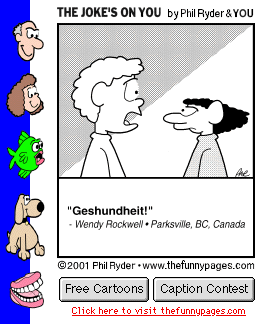 THE JOKE'S ON YOU by Phil Ryder & YOU
"Geshundheit!"
- Wendy Rockwell • Parksville, BC, Canada
©2001 Phil Ryder • www.thefunnypages.com
Free Cartoons Caption Contest
Click here to visit thefunnypages.com